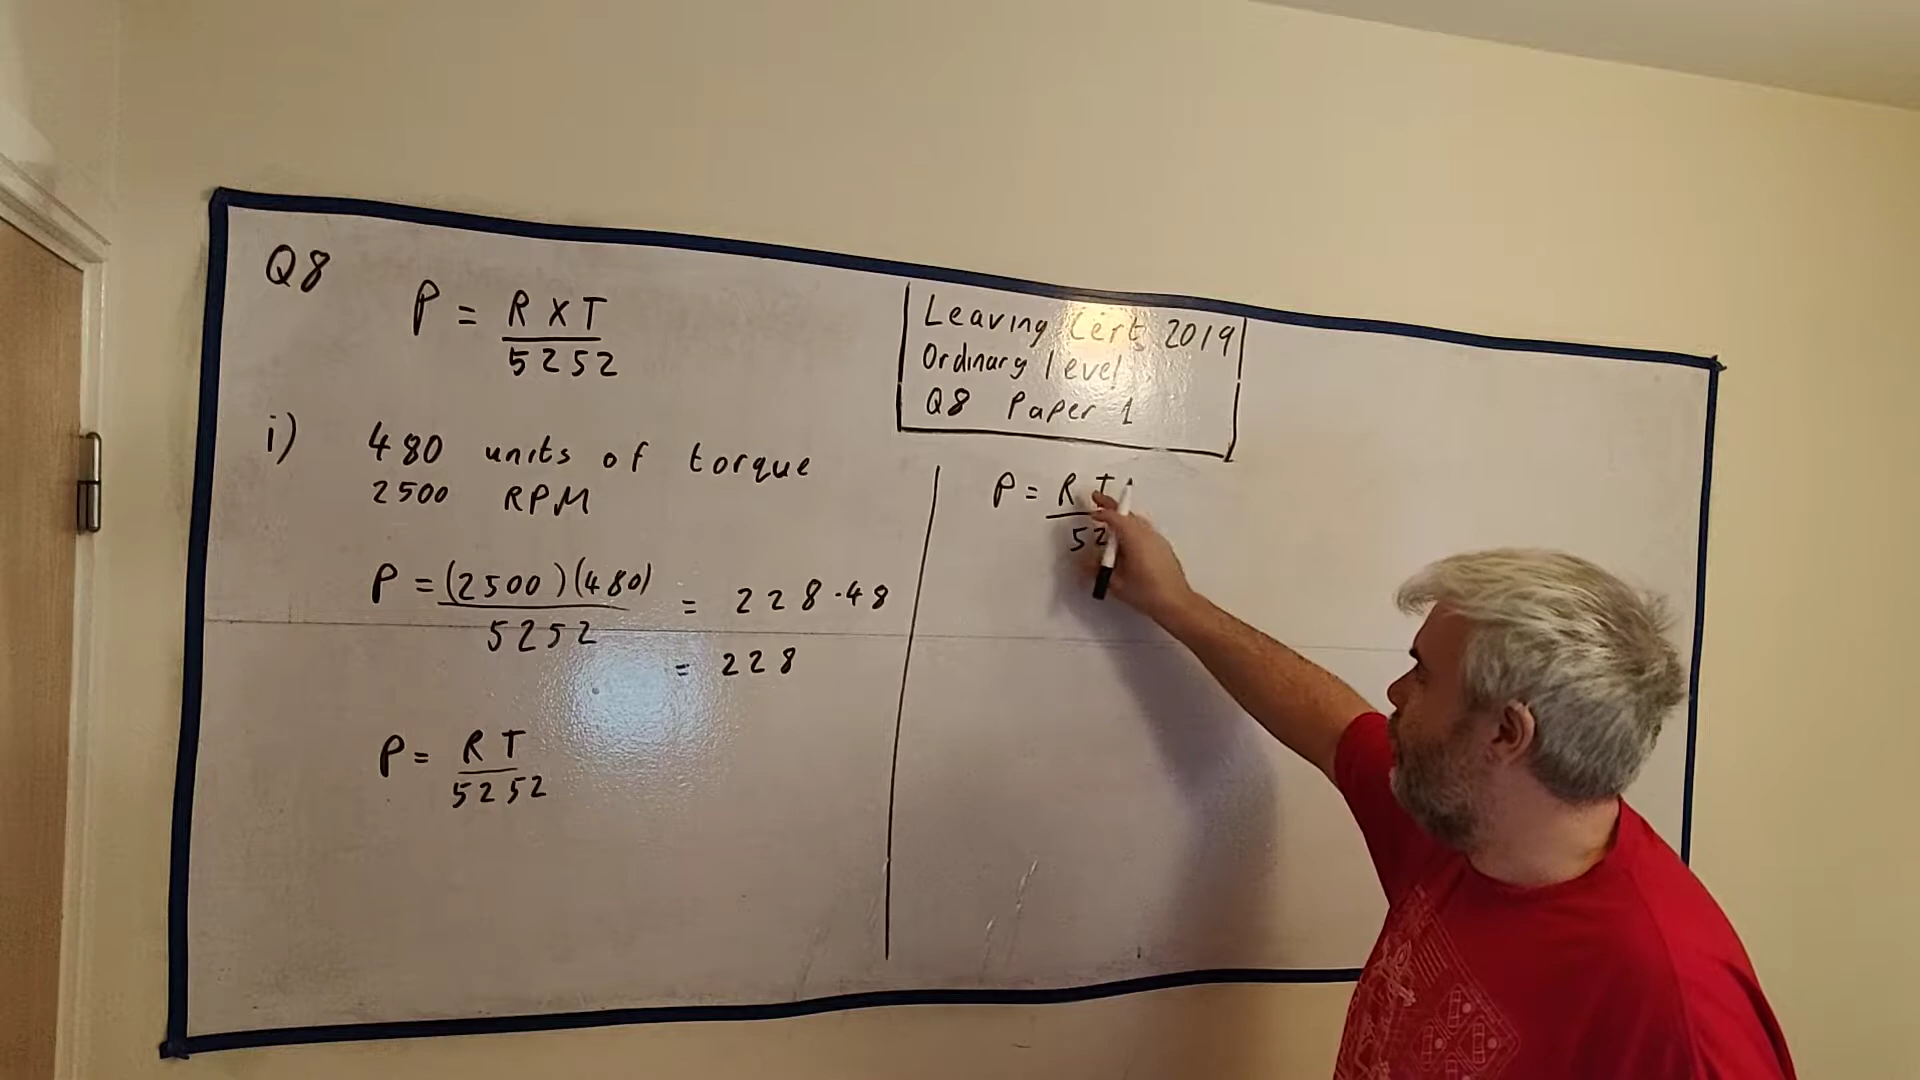 Q8
P = R X T
5252
i) 480 units of torque
2500 RPM
P = (2500)(480) = 228.48
5252
= 228
P = R T
5252
Leaving Cert 2019
Ordinary level
Q8 Paper 1
P = R T
52